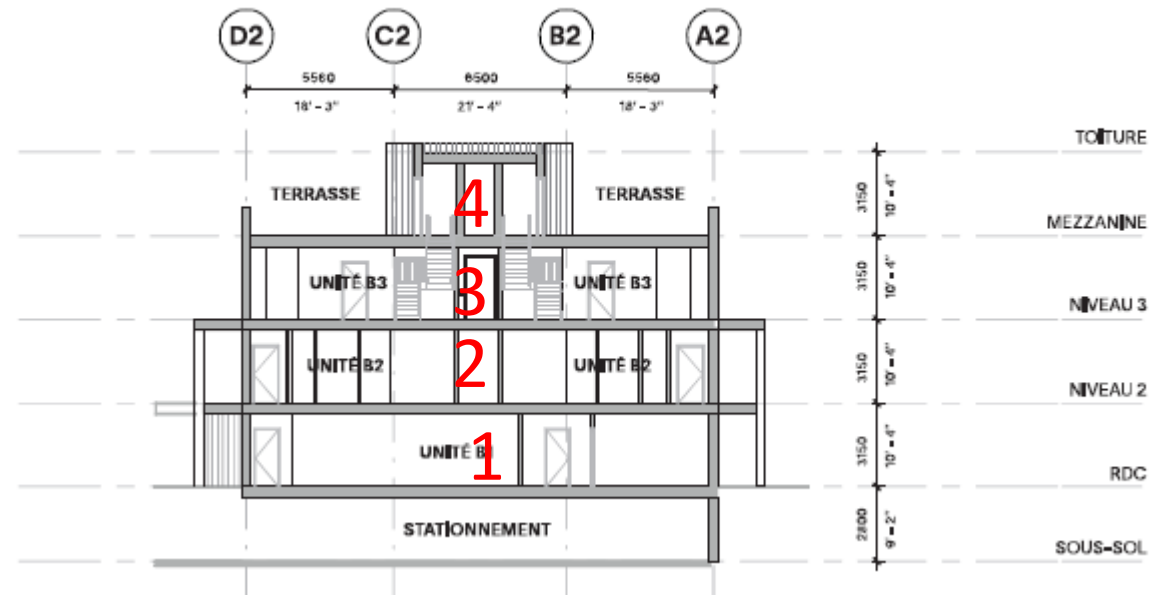 D2 C2 B2 A2
5560 6500 5560
18' - 3" 21' - 4" 18' - 3"
TOITURE
TERRASSE 4 TERRASSE 3150 10' - 4"
MEZZANINE
UNITÉ B3 3 UNITÉ B3 3150 10' - 4"
NIVEAU 3
UNITÉ B2 2 UNITÉ B2 3150 10' - 4"
NIVEAU 2
UNITÉ 1 3150 10' - 4"
RDC
STATIONNEMENT 2800 9' - 2"
SOUS-SOL